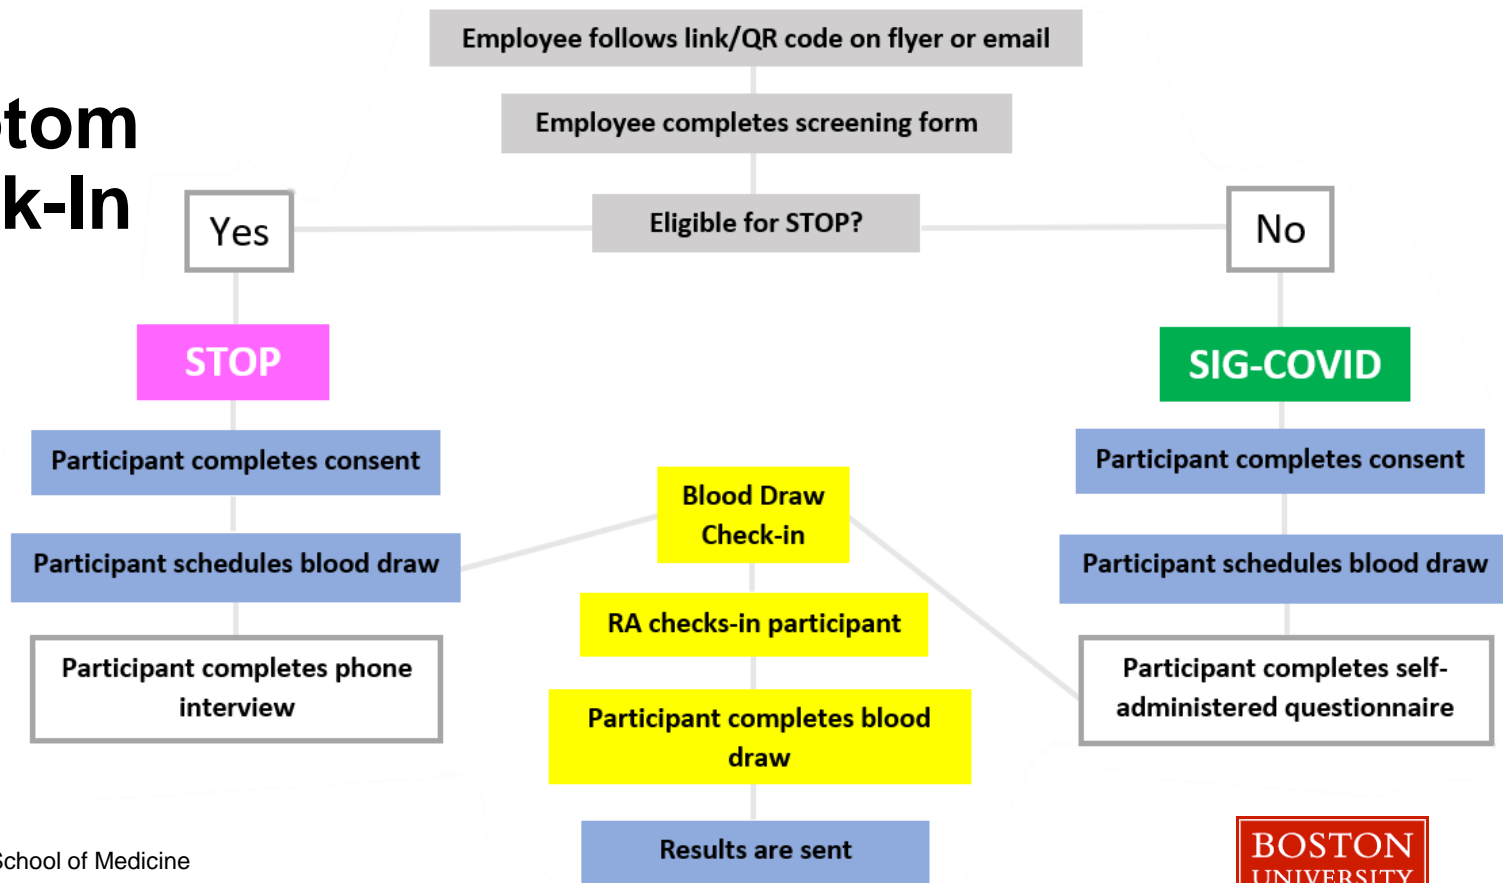 Employee follows link/QR code on flyer or email
Employee completes screening form
Eligible for STOP?
Yes
No
STOP
Participant completes consent
Participant schedules blood draw
Participant completes phone
interview
SIG-COVID
Participant completes consent
Participant schedules blood draw
Participant completes self-
administered questionnaire
Blood Draw
Check-in
RA checks-in participant
Participant completes blood
draw
Results are sent
k-In
School of Medicine
BOSTON
UNIVERSITY